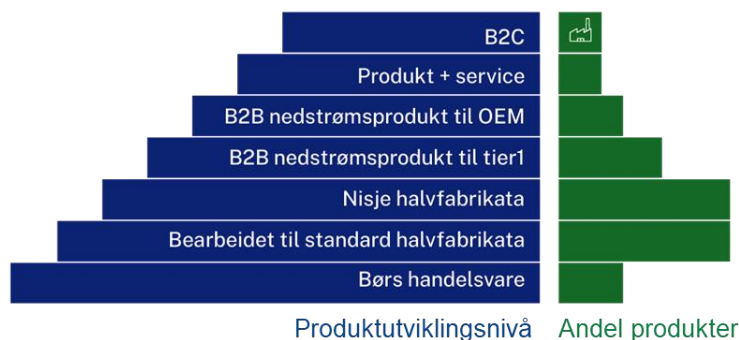 B2C
Produkt + service
B2B nedstrømsprodukt til OEM
B2B nedstrømsprodukt til tier1
Nisje halvfabrikata
Bearbeidet til standard halvfabrikata
Børs handelsvare
Produktutviklingsnivå Andel produkter